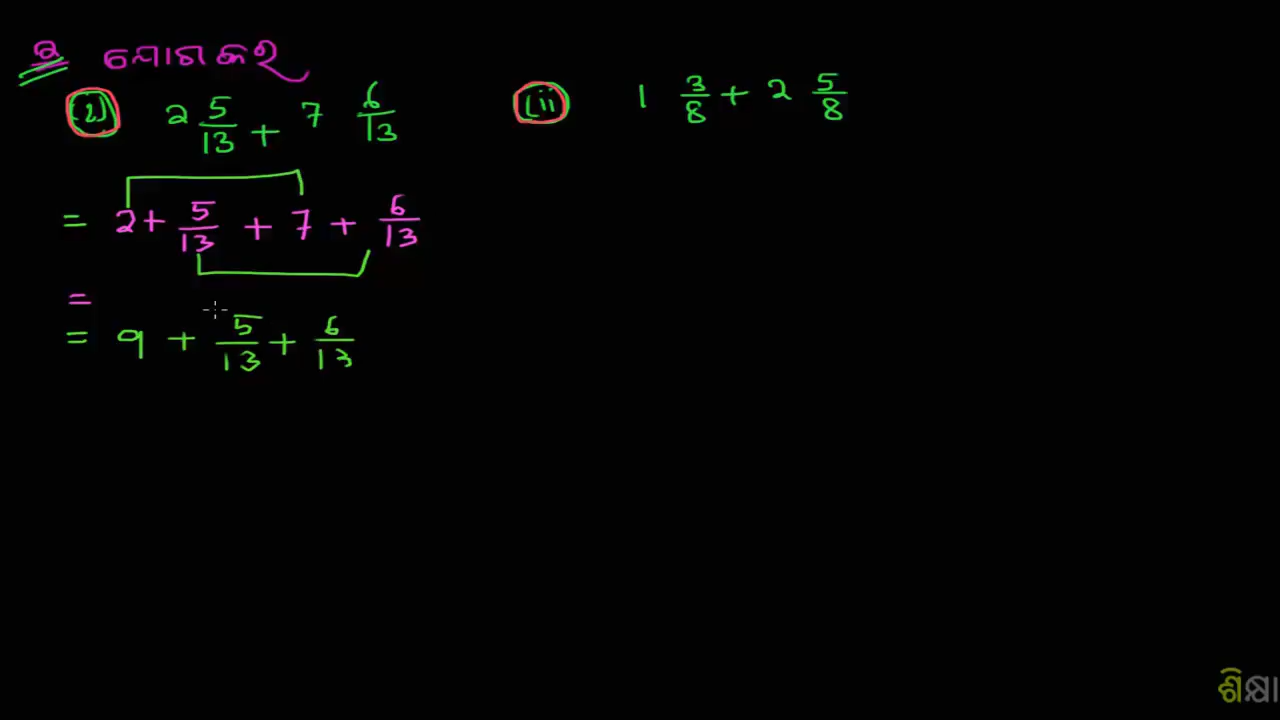 ୨ ଯୋଗ କର
(i) 2 5/13 + 7 6/13
= 2 + 5/13 + 7 + 6/13
=
= 9 + 5/13 + 6/13
(ii) 1 3/8 + 2 5/8
ଶିକ୍ଷା